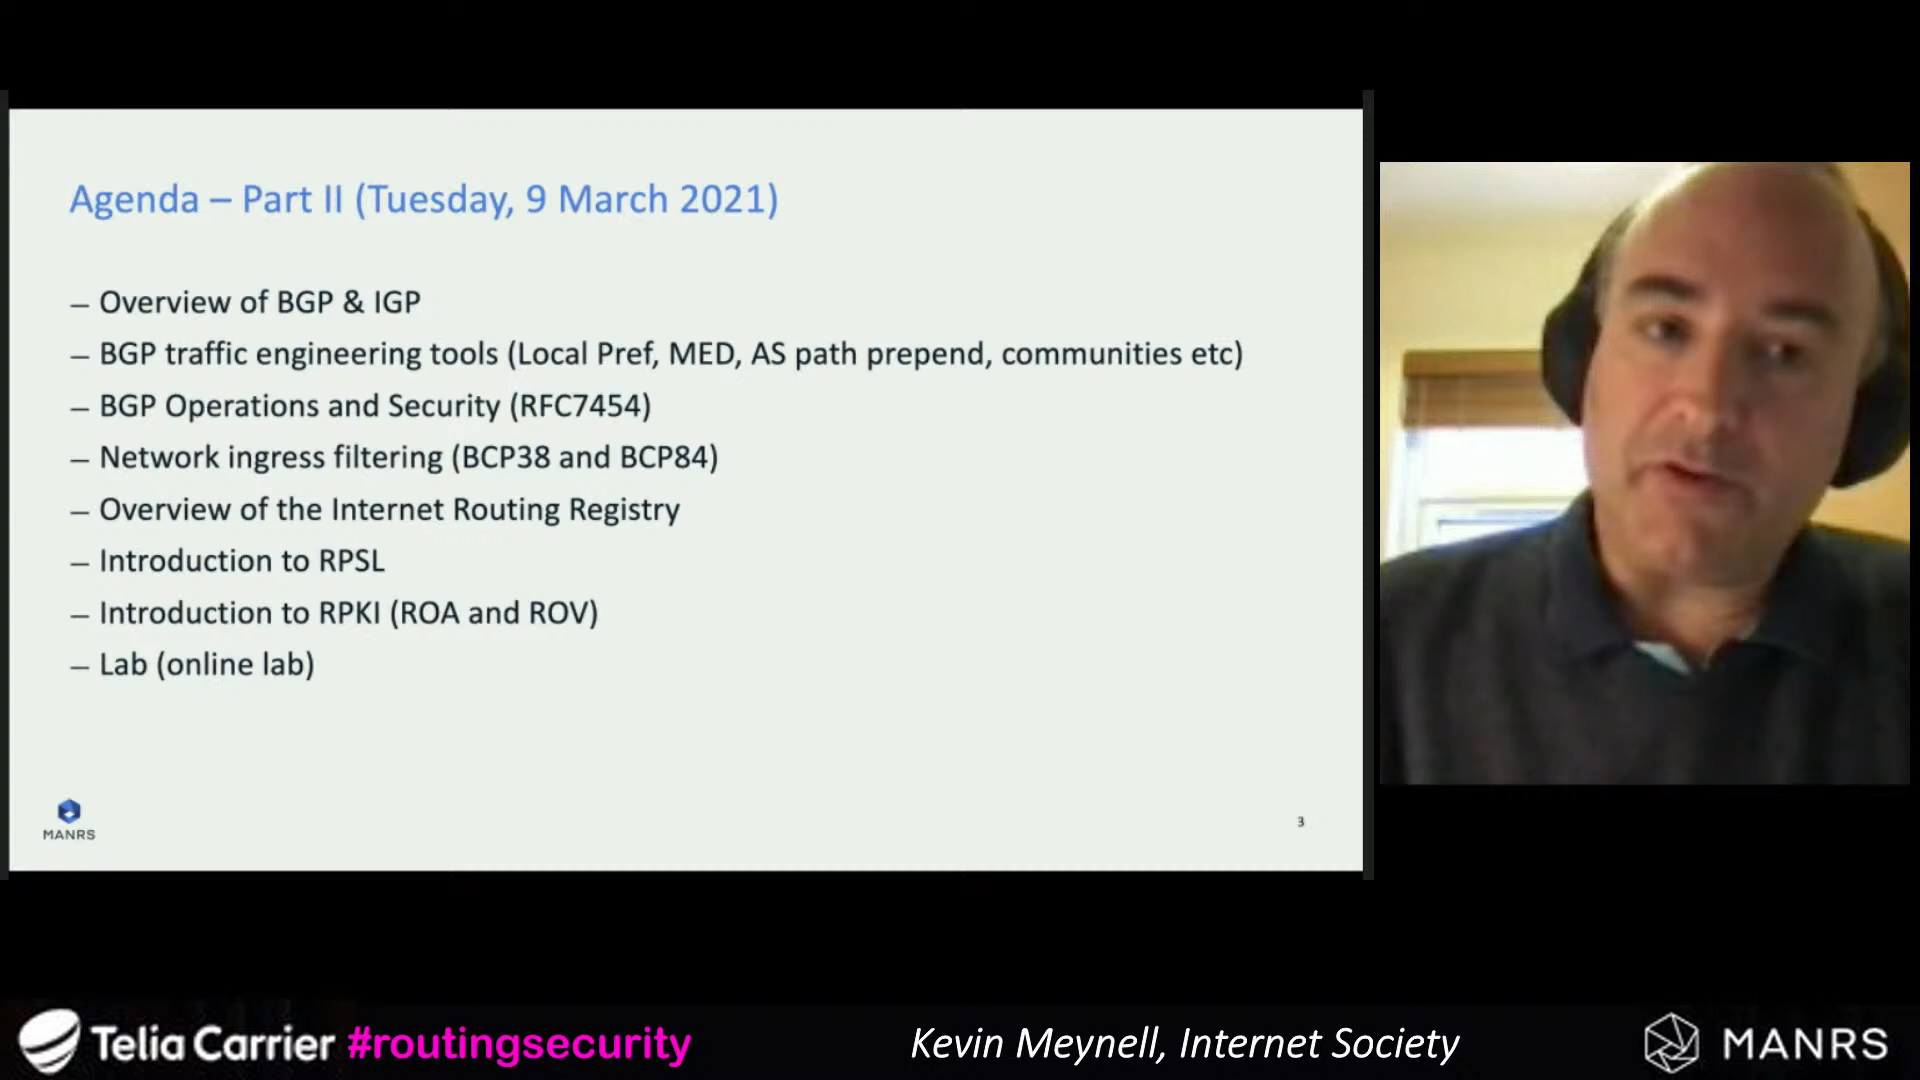 Agenda – Part II (Tuesday, 9 March 2021)
– Overview of BGP & IGP
– BGP traffic engineering tools (Local Pref, MED, AS path prepend, communities etc)
– BGP Operations and Security (RFC7454)
– Network ingress filtering (BCP38 and BCP84)
– Overview of the Internet Routing Registry
– Introduction to RPSL
– Introduction to RPKI (ROA and ROV)
– Lab (online lab)
MANRS
3
Telia Carrier #routingsecurity
Kevin Meynell, Internet Society
MANRS